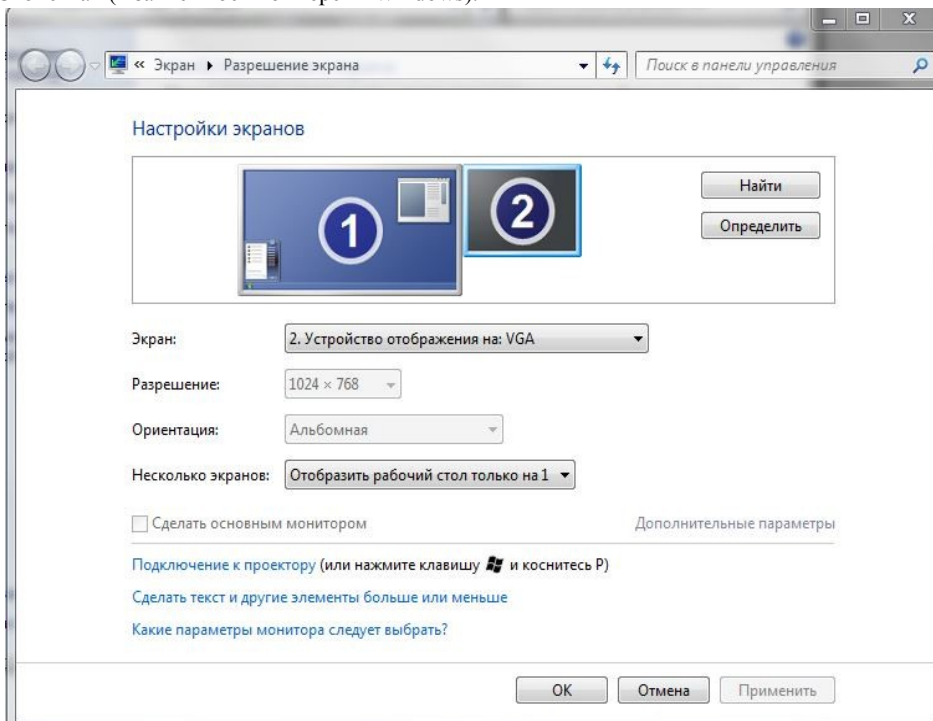 « Экран ▸ Разрешение экрана
Поиск в панели управления
Настройки экранов
1
2
Найти
Определить
Экран:
2. Устройство отображения на: VGA
Разрешение:
1024 × 768
Ориентация:
Альбомная
Несколько экранов:
Отобразить рабочий стол только на 1
Сделать основным монитором
Дополнительные параметры
Подключение к проектору (или нажмите клавишу и коснитесь P)
Сделать текст и другие элементы больше или меньше
Какие параметры монитора следует выбрать?
ОК
Отмена
Применить